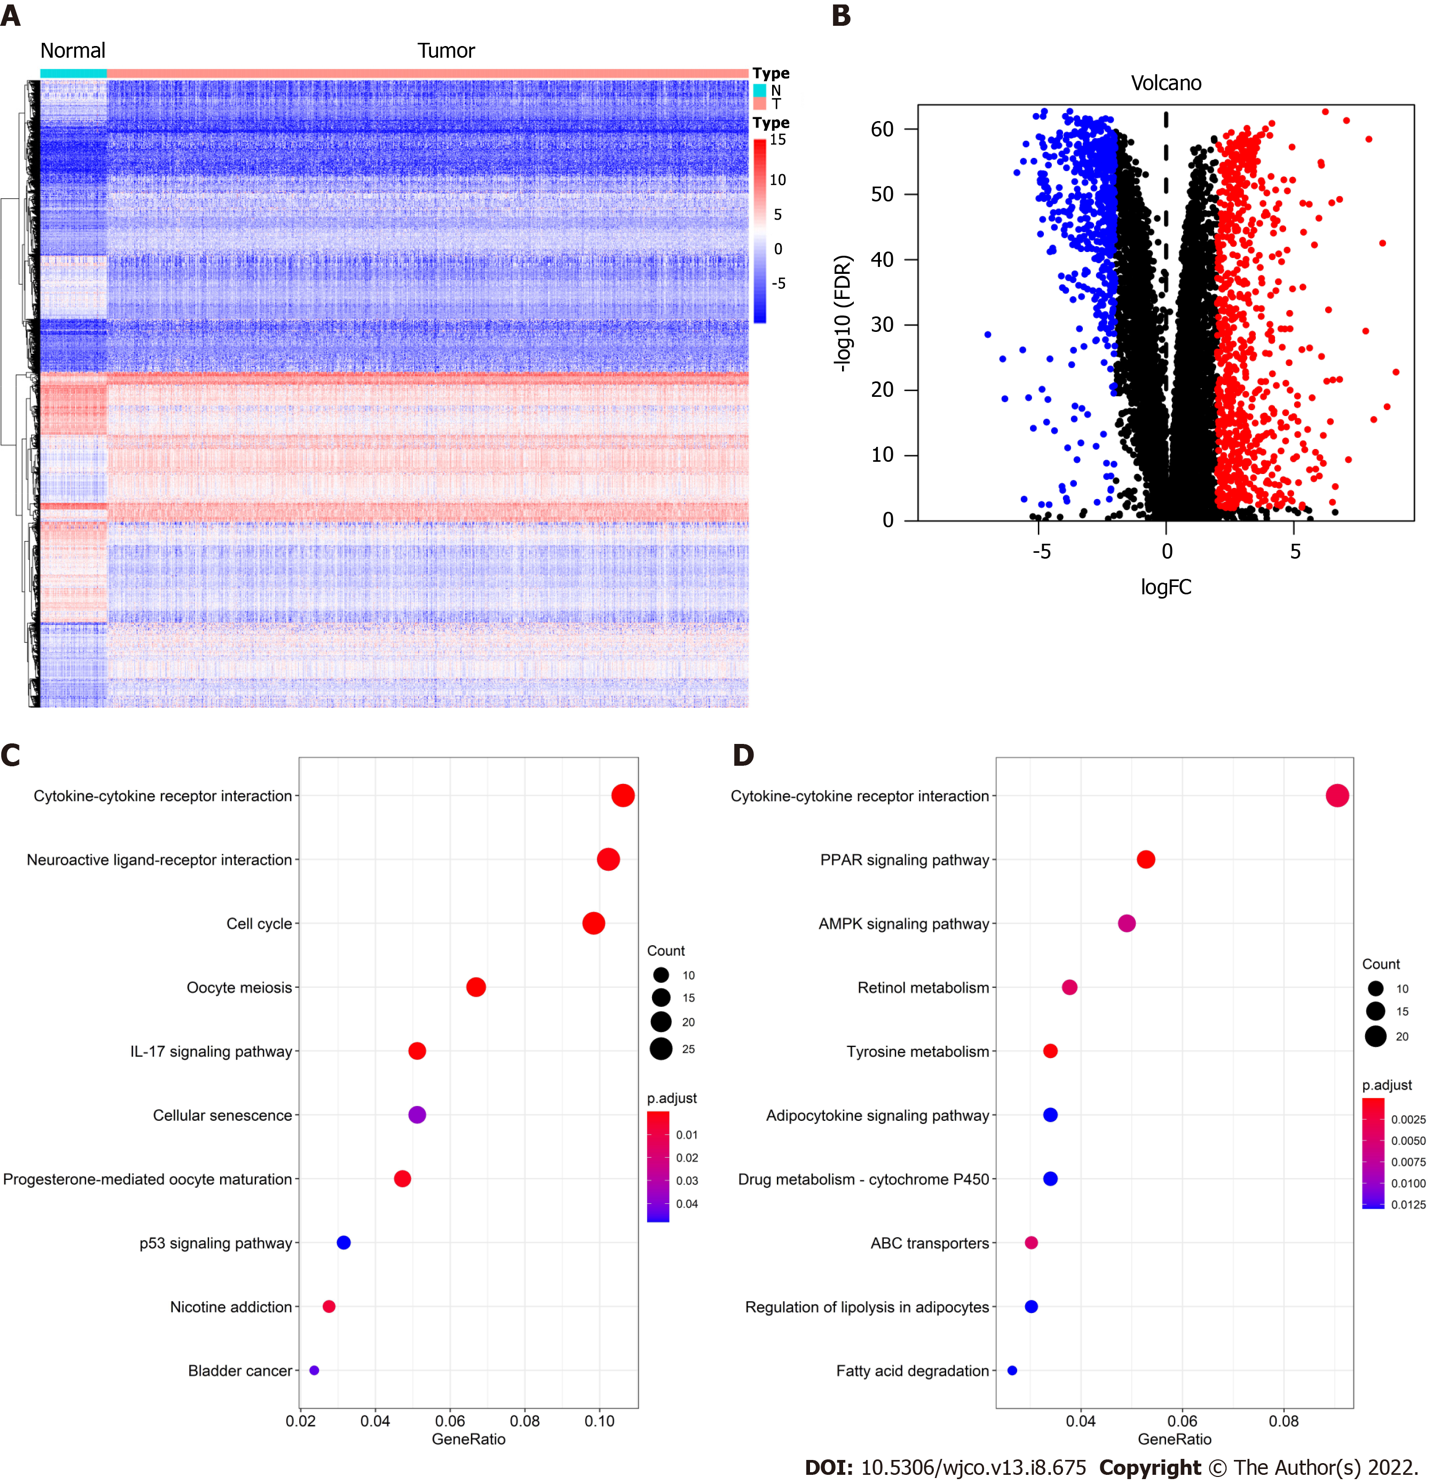 A
Normal
Tumor
Type
N
T
Type
15
10
5
0
-5
B
Volcano
-log10 (FDR)
60
50
40
30
20
10
0
-5
0
5
logFC
C
Cytokine-cytokine receptor interaction
Neuroactive ligand-receptor interaction
Cell cycle
Oocyte meiosis
IL-17 signaling pathway
Cellular senescence
Progesterone-mediated oocyte maturation
p53 signaling pathway
Nicotine addiction
Bladder cancer
0.02
0.04
0.06
0.08
0.10
GeneRatio
Count
10
15
20
25
p.adjust
0.01
0.02
0.03
0.04
D
Cytokine-cytokine receptor interaction
PPAR signaling pathway
AMPK signaling pathway
Retinol metabolism
Tyrosine metabolism
Adipocytokine signaling pathway
Drug metabolism - cytochrome P450
ABC transporters
Regulation of lipolysis in adipocytes
Fatty acid degradation
0.04
0.06
0.08
GeneRatio
Count
10
15
20
p.adjust
0.0025
0.0050
0.0075
0.0100
0.0125
DOI: 10.5306/wjco.v13.i8.675 Copyright © The Author(s) 2022.